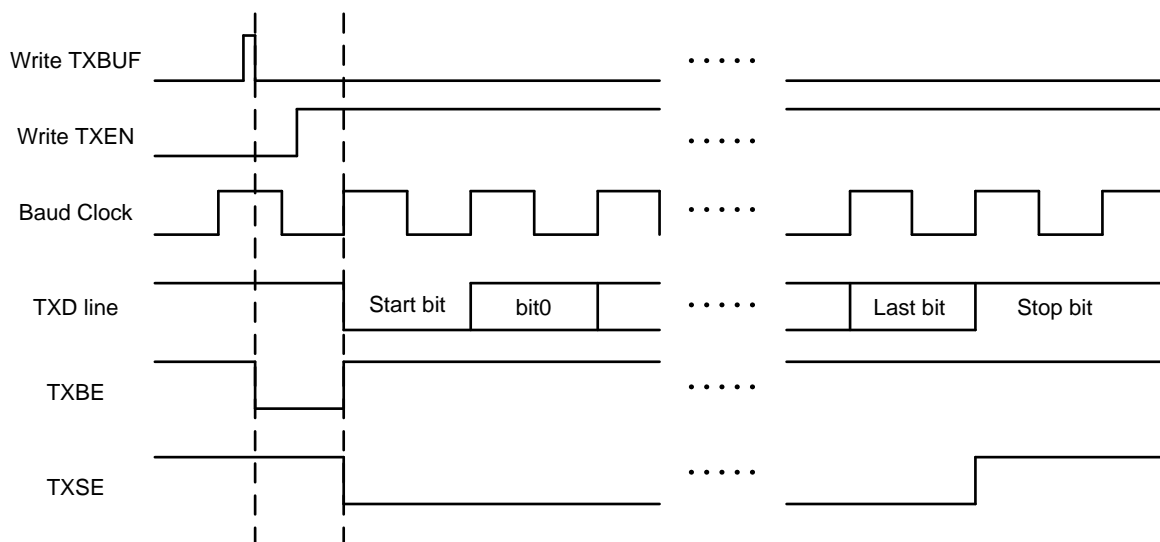 Write TXBUF
Write TXEN
Baud Clock
TXD line
Start bit
bit0
Last bit
Stop bit
TXBE
TXSE